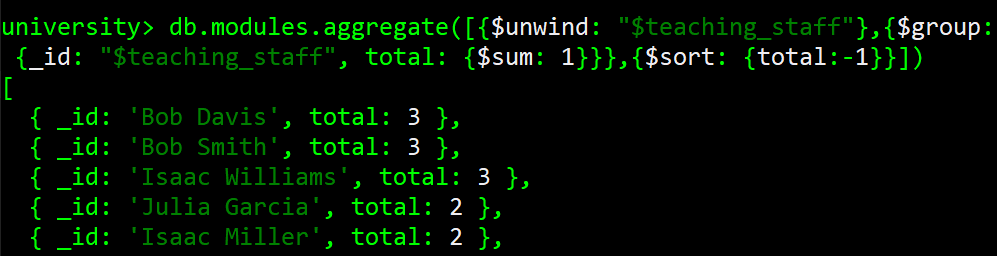 university> db.modules.aggregate([{$unwind: "$teaching_staff"},{$group:
{_id: "$teaching_staff", total: {$sum: 1}}},{$sort: {total:-1}}])
[
{ _id: 'Bob Davis', total: 3 },
{ _id: 'Bob Smith', total: 3 },
{ _id: 'Isaac Williams', total: 3 },
{ _id: 'Julia Garcia', total: 2 },
{ _id: 'Isaac Miller', total: 2 },